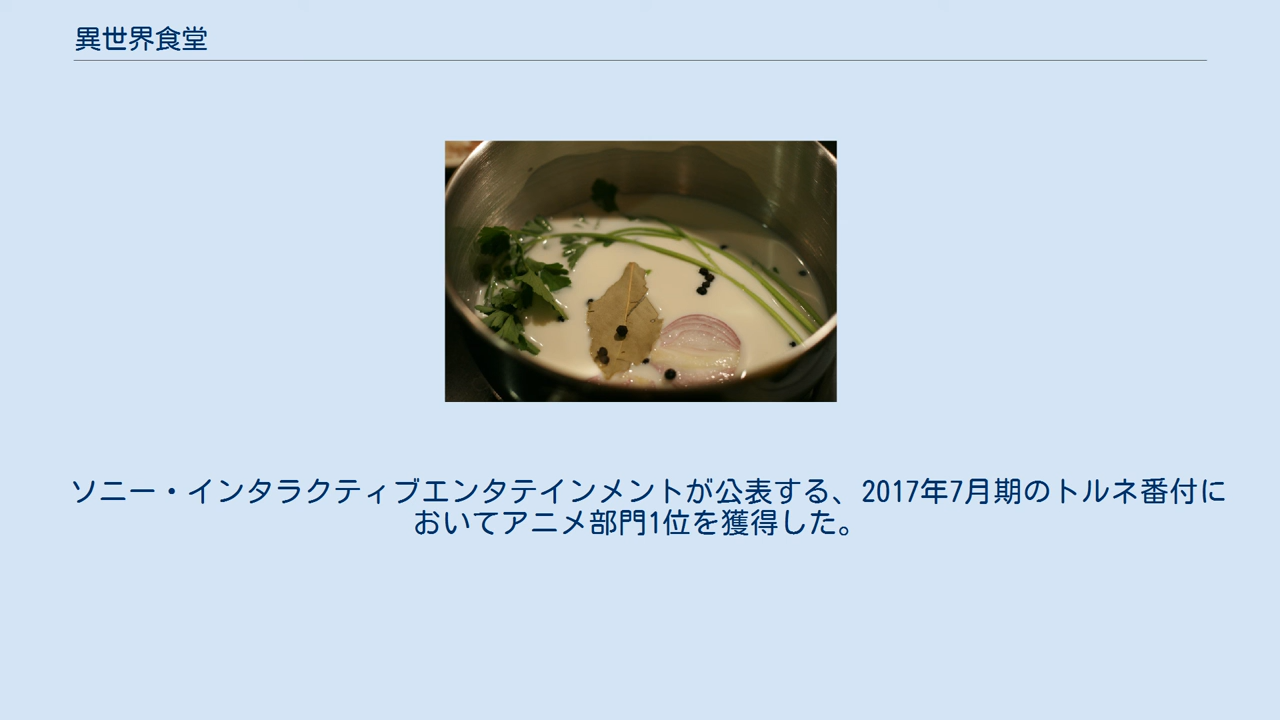 異世界食堂
ソニー・インタラクティブエンタテインメントが公表する、2017年7月期のトルネ番付に
おいてアニメ部門1位を獲得した。